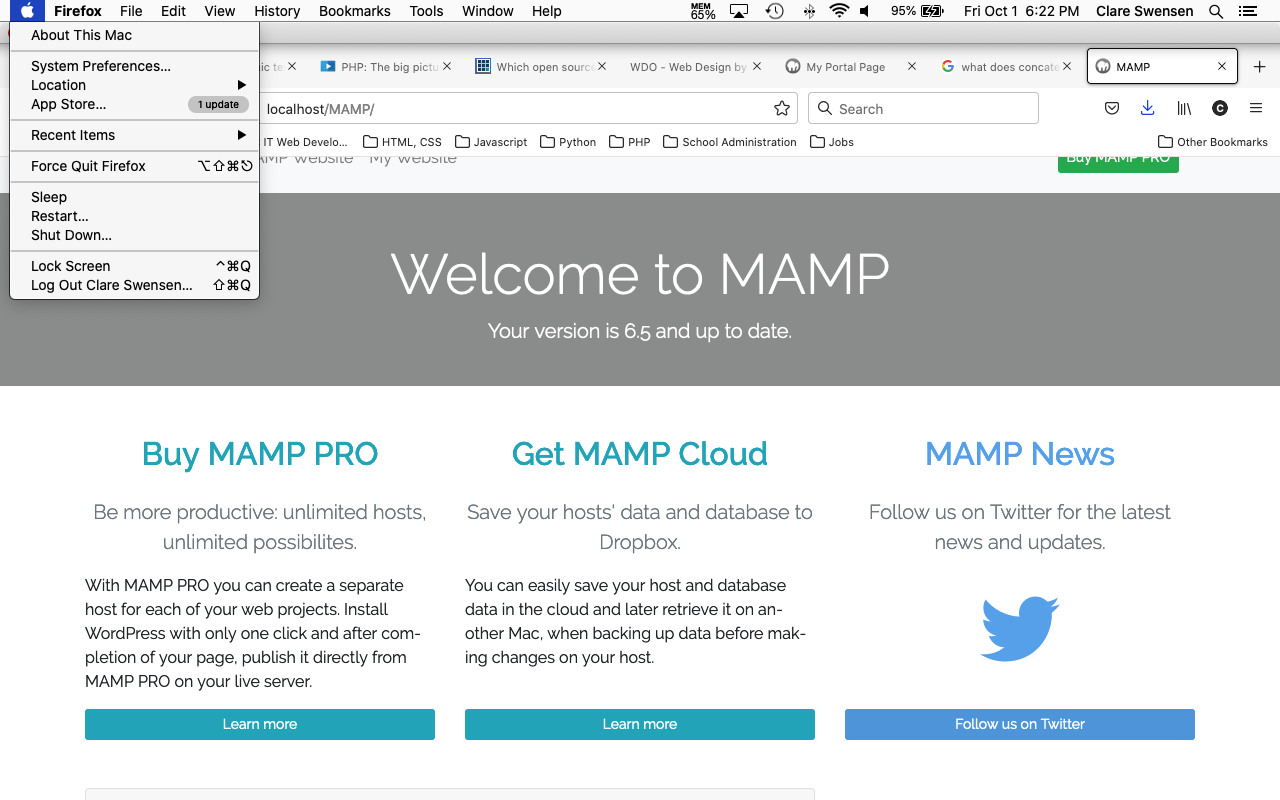 Firefox File Edit View History Bookmarks Tools Window Help MEM 65% 95% Fri Oct 1 6:22 PM Clare Swensen
About This Mac
System Preferences...
Location
App Store... 1 update
Recent Items
Force Quit Firefox ⌥⇧⌘⎋
Sleep
Restart...
Shut Down...
Lock Screen ^⌘Q
Log Out Clare Swensen... ⇧⌘Q
PHP: The big pictu Which open source WDO - Web Design by My Portal Page what does concate MAMP
localhost/MAMP/ Search
IT Web Develo... HTML, CSS Javascript Python PHP School Administration Jobs Other Bookmarks
Website My Website Buy MAMP PRO
Welcome to MAMP
Your version is 6.5 and up to date.
Buy MAMP PRO
Be more productive: unlimited hosts,
unlimited possibilites.
With MAMP PRO you can create a separate
host for each of your web projects. Install
WordPress with only one click and after com-
pletion of your page, publish it directly from
MAMP PRO on your live server.
Learn more
Get MAMP Cloud
Save your hosts' data and database to
Dropbox.
You can easily save your host and database
data in the cloud and later retrieve it on an-
other Mac, when backing up data before mak-
ing changes on your host.
Learn more
MAMP News
Follow us on Twitter for the latest
news and updates.
Follow us on Twitter